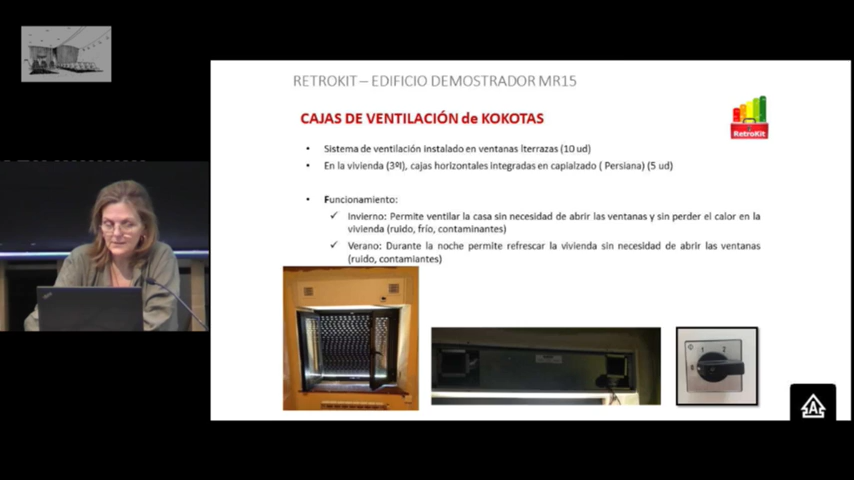 RETROKIT – EDIFICIO DEMOSTRADOR MR15
CAJAS DE VENTILACIÓN de KOKOTAS
RetroKit
• Sistema de ventilación instalado en ventanas lterrazas (10 ud)
• En la vivienda (3ºI), cajas horizontales integradas en capialzado ( Persiana) (5 ud)
• Funcionamiento:
✓ Invierno: Permite ventilar la casa sin necesidad de abrir las ventanas y sin perder el calor en la
vivienda (ruido, frío, contaminantes)
✓ Verano: Durante la noche permite refrescar la vivienda sin necesidad de abrir las ventanas
(ruido, contamiantes)
1 2
A